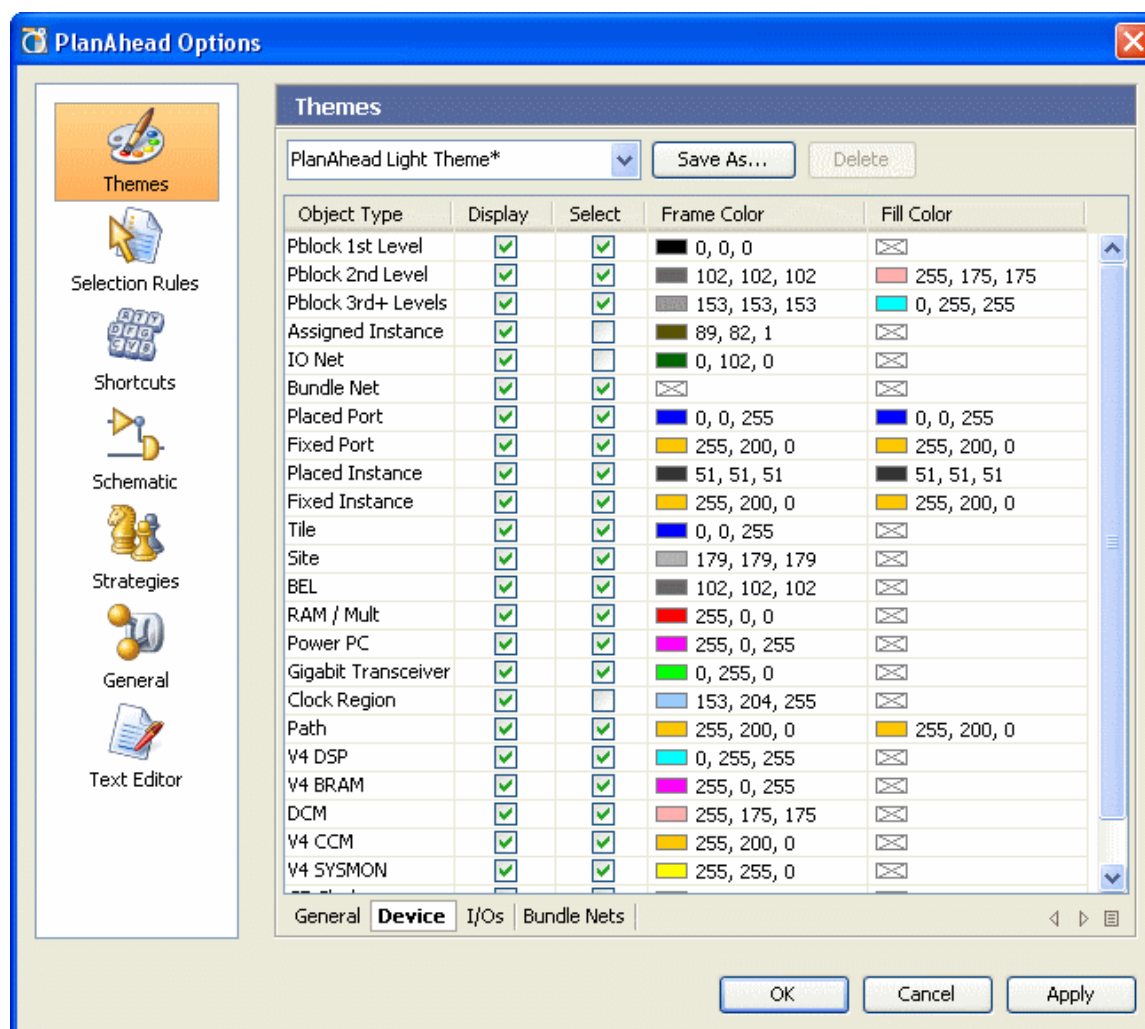 PlanAhead Options
Themes
Selection Rules
Shortcuts
Schematic
Strategies
General
Text Editor
Themes
PlanAhead Light Theme* Save As... Delete
Object Type Display Select Frame Color Fill Color
Pblock 1st Level 0, 0, 0
Pblock 2nd Level 102, 102, 102 255, 175, 175
Pblock 3rd+ Levels 153, 153, 153 0, 255, 255
Assigned Instance 89, 82, 1
IO Net 0, 102, 0
Bundle Net
Placed Port 0, 0, 255 0, 0, 255
Fixed Port 255, 200, 0 255, 200, 0
Placed Instance 51, 51, 51 51, 51, 51
Fixed Instance 255, 200, 0 255, 200, 0
Tile 0, 0, 255
Site 179, 179, 179
BEL 102, 102, 102
RAM / Mult 255, 0, 0
Power PC 255, 0, 255
Gigabit Transceiver 0, 255, 0
Clock Region 153, 204, 255
Path 255, 200, 0 255, 200, 0
V4 DSP 0, 255, 255
V4 BRAM 255, 0, 255
DCM 255, 175, 175
V4 CCM 255, 200, 0
V4 SYSMON 255, 255, 0
General Device I/Os Bundle Nets
OK Cancel Apply